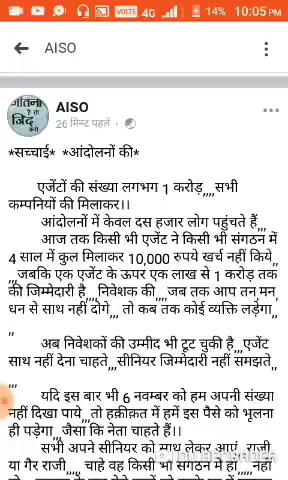 VOLTE 4G 14% 10:05 PM
AISO
जीतना
है तो
जिद
करो
AISO
26 मिनट पहले •
*सच्चाई* *आंदोलनों की*
एजेंटों की संख्या लगभग 1 करोड़,,,,सभी
कम्पनियों की मिलाकर।।
आंदोलनों में केवल दस हजार लोग पहुंचते हैं,,,
आज तक किसी भी एजेंट ने किसी भी संगठन में
4 साल में कुल मिलाकर 10,000 रुपये खर्च नहीं किये,,
,,,जबकि एक एजेंट के ऊपर एक लाख से 1 करोड़ तक
की जिम्मेदारी है,,, निवेशक की,,,,जब तक आप तन,मन,
धन से साथ नहीं दोगे,,, तो कब तक कोई व्यक्ति लड़ेगा,,
,,
अब निवेशकों की उम्मीद भी टूट चुकी है,,,एजेंट
साथ नहीं देना चाहते,,,सीनियर जिम्मेदारी नहीं समझते,,
,,,
यदि इस बार भी 6 नवम्बर को हम अपनी संख्या
नहीं दिखा पाये,,,तो हक़ीक़त में हमें इस पैसे को भूलना
ही पड़ेगा,,, जैसा कि नेता चाहते हैं।।
सभी अपने सीनियर को साथ लेकर आएं, राजी
या गैर राजी,,,,, चाहे वह किसी भी संगठन में हो,,,,नहीं